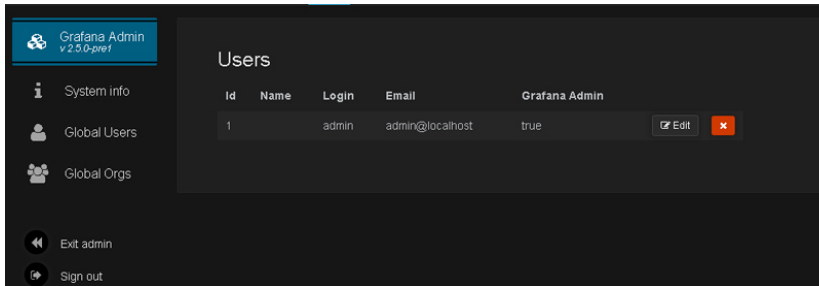 Grafana Admin
v 2.5.0-pre1
System info
Global Users
Global Orgs
Exit admin
Sign out
Users
Id Name Login Email Grafana Admin
1 admin admin@localhost true Edit